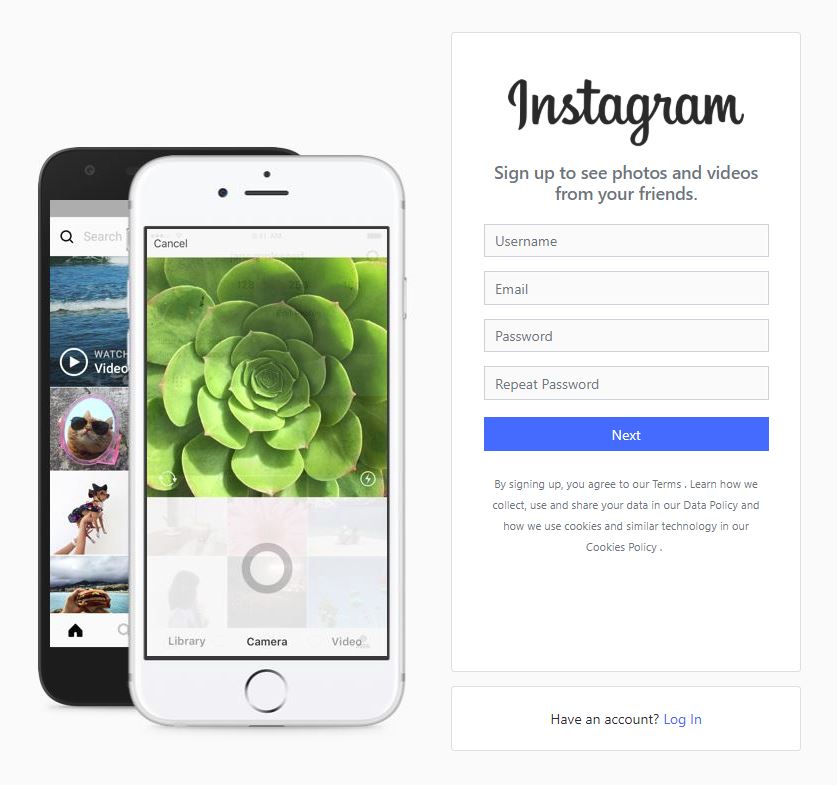 Instagram
Sign up to see photos and videos
from your friends.
Username
Email
Password
Repeat Password
Next
By signing up, you agree to our Terms . Learn how we
collect, use and share your data in our Data Policy and
how we use cookies and similar technology in our
Cookies Policy .
Have an account? Log In
Search
WATCH
Video
Cancel
9:41 AM
Library
Camera
Video